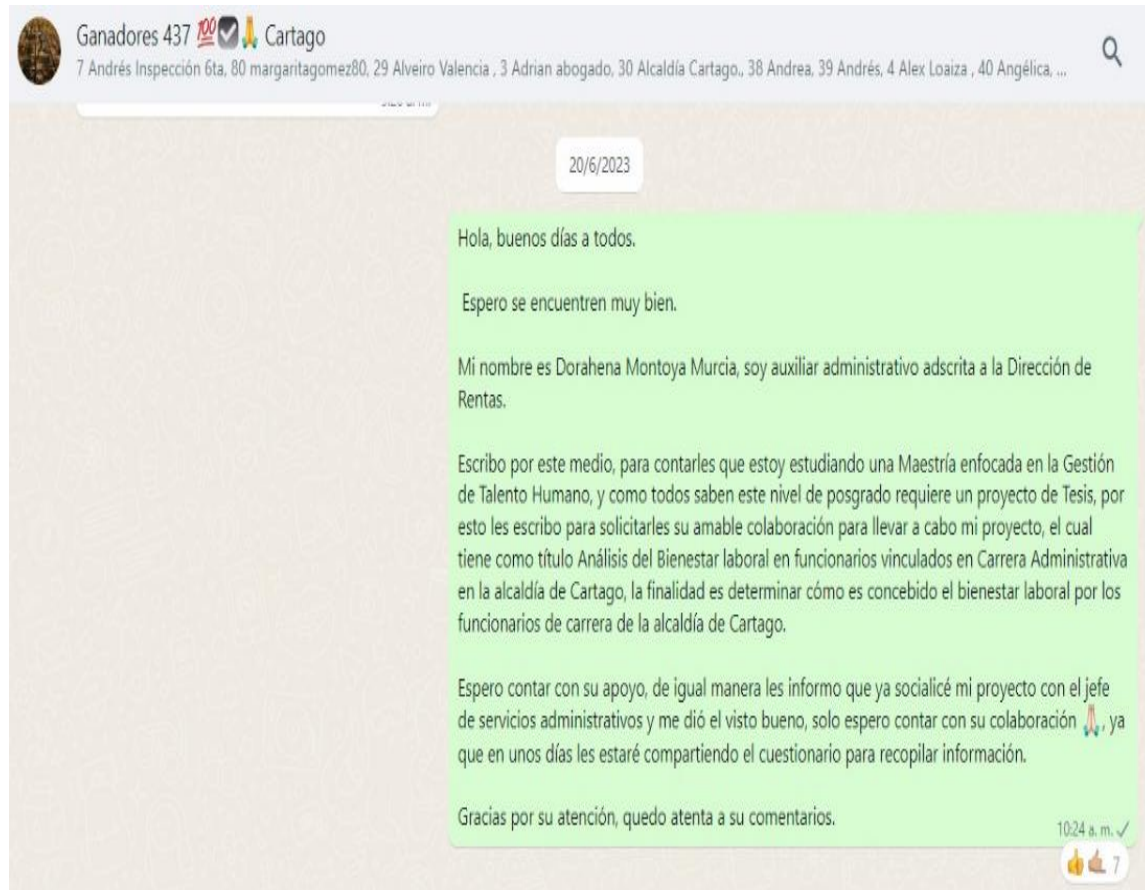 Ganadores 437 💯☑🙏 Cartago
7 Andrés Inspección 6ta, 80 margaritagomez80, 29 Alveiro Valencia , 3 Adrian abogado, 30 Alcaldía Cartago., 38 Andrea, 39 Andrés, 4 Alex Loaiza , 40 Angélica, ...
20/6/2023
Hola, buenos días a todos.
Espero se encuentren muy bien.
Mi nombre es Dorahena Montoya Murcia, soy auxiliar administrativo adscrita a la Dirección de
Rentas.
Escribo por este medio, para contarles que estoy estudiando una Maestría enfocada en la Gestión
de Talento Humano, y como todos saben este nivel de posgrado requiere un proyecto de Tesis, por
esto les escribo para solicitarles su amable colaboración para llevar a cabo mi proyecto, el cual
tiene como título Análisis del Bienestar laboral en funcionarios vinculados en Carrera Administrativa
en la alcaldía de Cartago, la finalidad es determinar cómo es concebido el bienestar laboral por los
funcionarios de carrera de la alcaldía de Cartago.
Espero contar con su apoyo, de igual manera les informo que ya socialicé mi proyecto con el jefe
de servicios administrativos y me dió el visto bueno, solo espero contar con su colaboración 🙏🏻, ya
que en unos días les estaré compartiendo el cuestionario para recopilar información.
Gracias por su atención, quedo atenta a su comentarios.
10:24 a. m.
👍🤙🏼 7